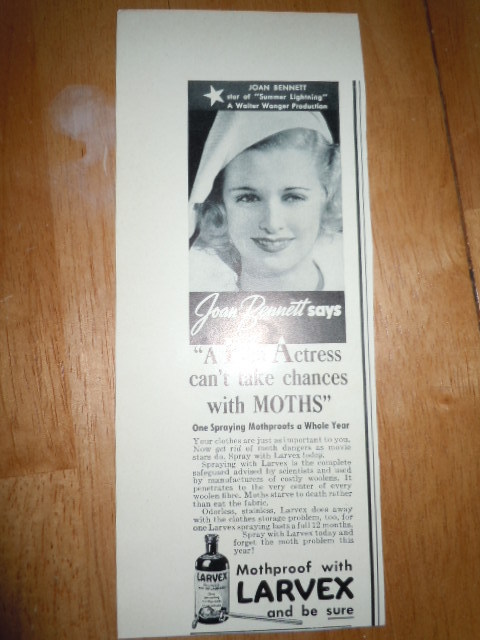 JOAN BENNETT
star of "Summer Lightning"
A Walter Wanger Production
Joan Bennett says
"A Actress
can't take chances
with MOTHS"
One Spraying Mothproofs a Whole Year
Your clothes are just as important to you.
Now get rid of moth dangers as movie
stars do. Spray with Larvex today.
Spraying with Larvex is the complete
safeguard advised by scientists and used
by manufacturers of costly woolens. It
penetrates to the very center of every
woolen fibre. Moths starve to death rather
than eat the fabric.
Odorless, stainless, Larvex does away
with the clothes storage problem, too, for
one Larvex spraying lasts a full 12 months.
Spray with Larvex today and
forget the moth problem this
year!
LARVEX
Mothproof with
LARVEX
and be sure